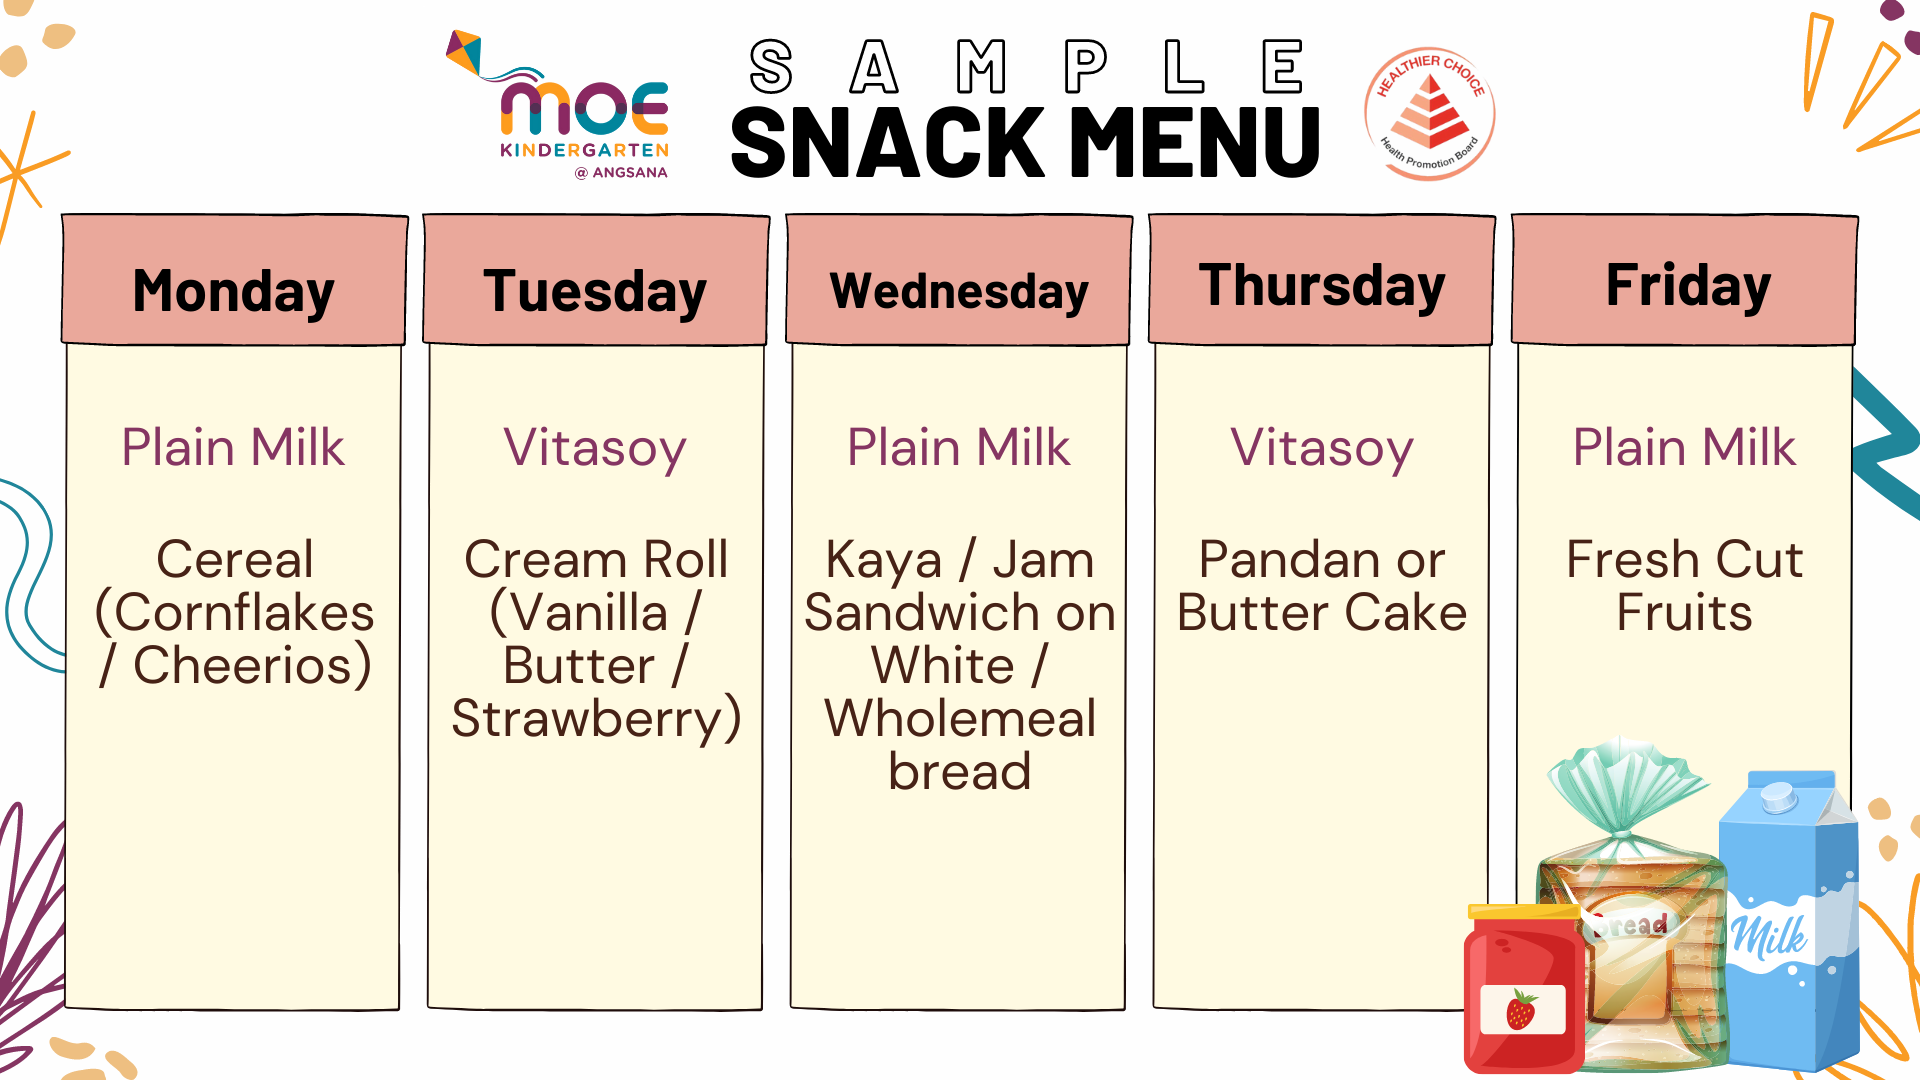 moe
KINDERGARTEN
@ ANGSANA
SAMPLE
SNACK MENU
HEALTHIER CHOICE
Health Promotion Board
Monday
Plain Milk
Cereal
(Cornflakes
/ Cheerios)
Tuesday
Vitasoy
Cream Roll
(Vanilla /
Butter /
Strawberry)
Wednesday
Plain Milk
Kaya / Jam
Sandwich on
White /
Wholemeal
bread
Thursday
Vitasoy
Pandan or
Butter Cake
Friday
Plain Milk
Fresh Cut
Fruits
Bread
Milk